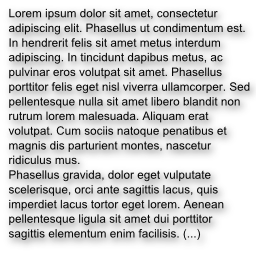 Lorem ipsum dolor sit amet, consectetur
adipiscing elit. Phasellus ut condimentum est.
In hendrerit felis sit amet metus interdum
adipiscing. In tincidunt dapibus metus, ac
pulvinar eros volutpat sit amet. Phasellus
porttitor felis eget nisl viverra ullamcorper. Sed
pellentesque nulla sit amet libero blandit non
rutrum lorem malesuada. Aliquam erat
volutpat. Cum sociis natoque penatibus et
magnis dis parturient montes, nascetur
ridiculus mus.
Phasellus gravida, dolor eget vulputate
scelerisque, orci ante sagittis lacus, quis
imperdiet lacus tortor eget lorem. Aenean
pellentesque ligula sit amet dui porttitor
sagittis elementum enim facilisis. (...)